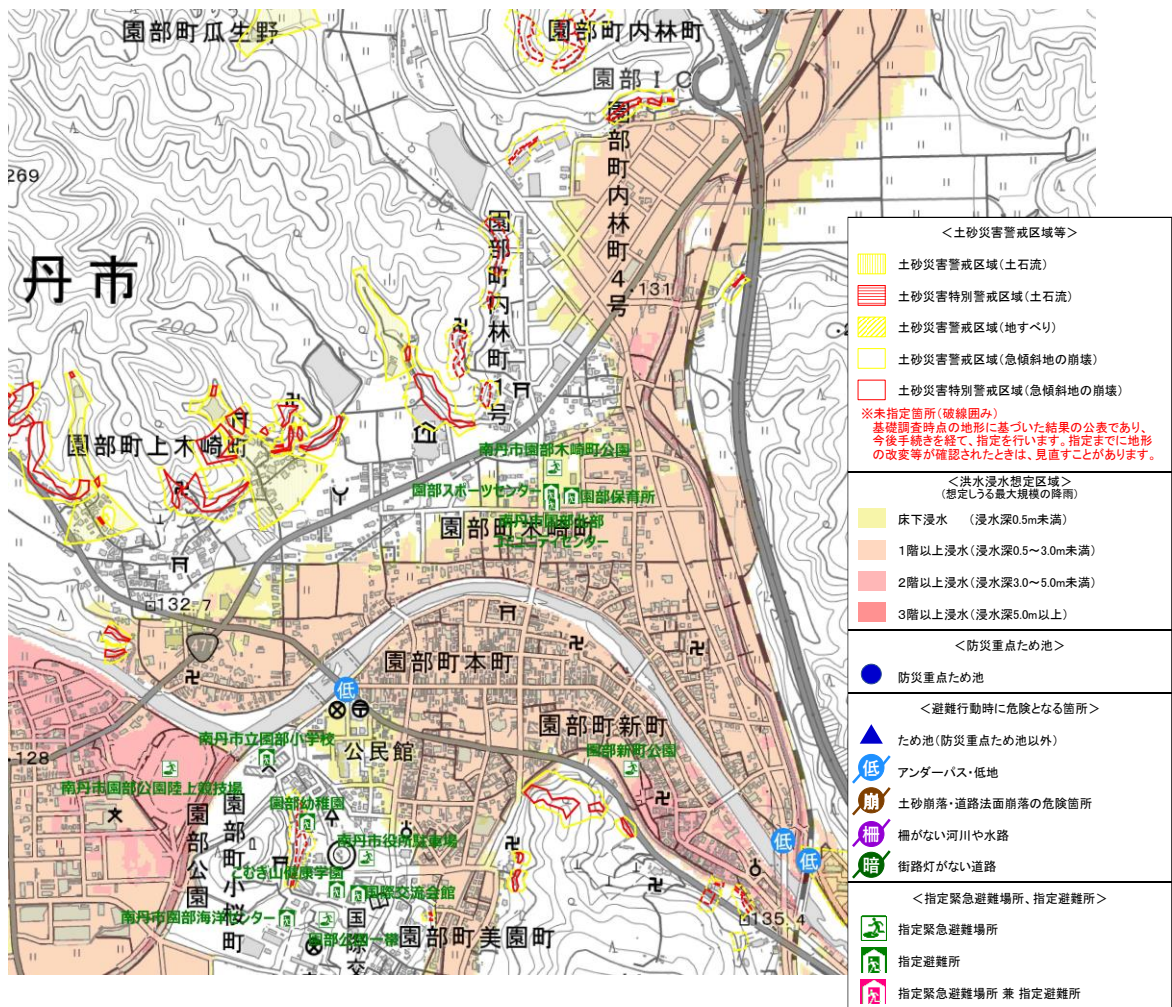 園部町瓜生野
園部町内林町
園部IC
園部町内林町4号
269
150
丹市
200
園部町内林町1号
131
園部町上木崎町
南丹市園部木崎町公園
園部スポーツセンター
園部保育所
園部町木崎町
南丹市園部北部
コミュニティセンター
132.7
477
園部町本町
低
園部町新町
園部新町公園
公民館
南丹市立園部小学校
128
南丹市園部公園陸上競技場
園部公園
園部町小桜町
園部幼稚園
南丹市役所駐車場
こむぎ山健康学園
国際交流会館
南丹市園部海洋センター
園部公園一帯
国際交
園部町美園町
低
低
135.4
<土砂災害警戒区域等>
土砂災害警戒区域(土石流)
土砂災害特別警戒区域(土石流)
土砂災害警戒区域(地すべり)
土砂災害警戒区域(急傾斜地の崩壊)
土砂災害特別警戒区域(急傾斜地の崩壊)
※未指定箇所(破線囲み)
基礎調査時点の地形に基づいた結果の公表であり、
今後手続きを経て、指定を行います。指定までに地形
の改変等が確認されたときは、見直すことがあります。
<洪水浸水想定区域>
(想定しうる最大規模の降雨)
床下浸水 (浸水深0.5m未満)
1階以上浸水(浸水深0.5~3.0m未満)
2階以上浸水(浸水深3.0~5.0m未満)
3階以上浸水(浸水深5.0m以上)
<防災重点ため池>
防災重点ため池
<避難行動時に危険となる箇所>
ため池(防災重点ため池以外)
低 アンダーパス・低地
崩 土砂崩落・道路法面崩落の危険箇所
柵 柵がない河川や水路
暗 街路灯がない道路
<指定緊急避難場所、指定避難所>
指定緊急避難場所
指定避難所
指定緊急避難場所 兼 指定避難所